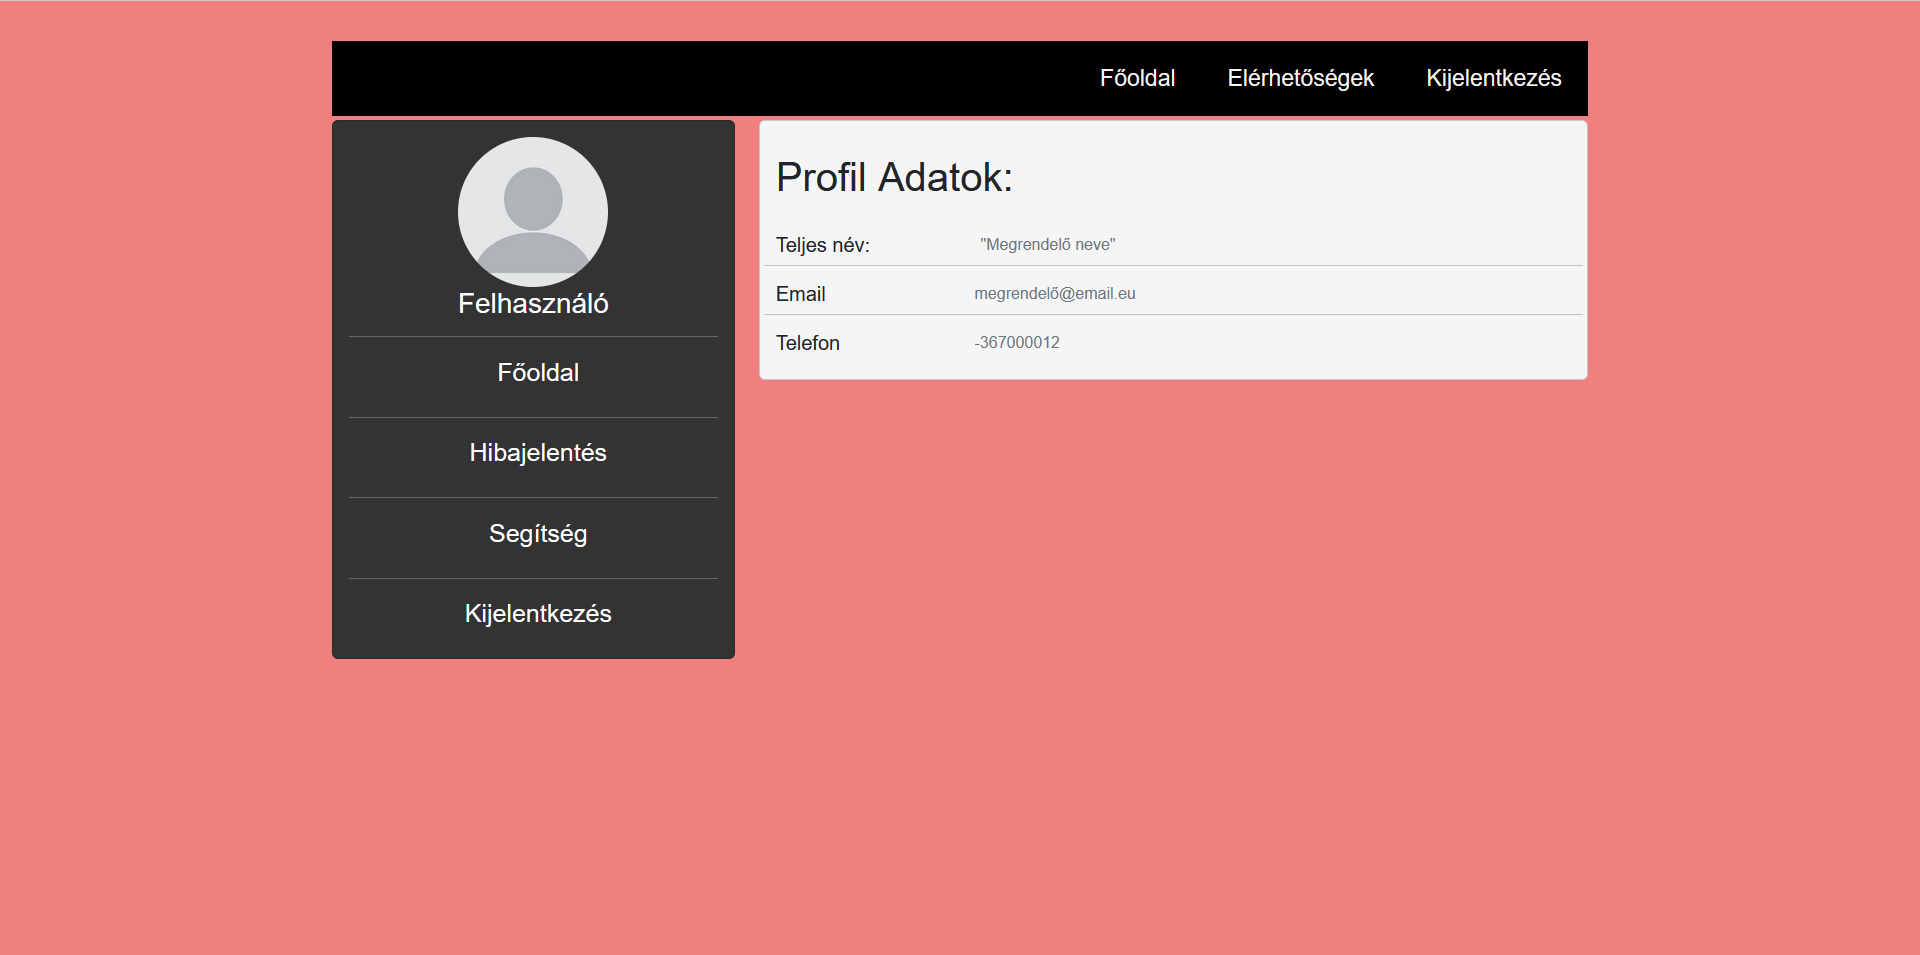 Főoldal Elérhetőségek Kijelentkezés
Felhasználó
Főoldal
Hibajelentés
Segítség
Kijelentkezés
Profil Adatok:
Teljes név: "Megrendelő neve"
Email megrendelő@email.eu
Telefon -367000012